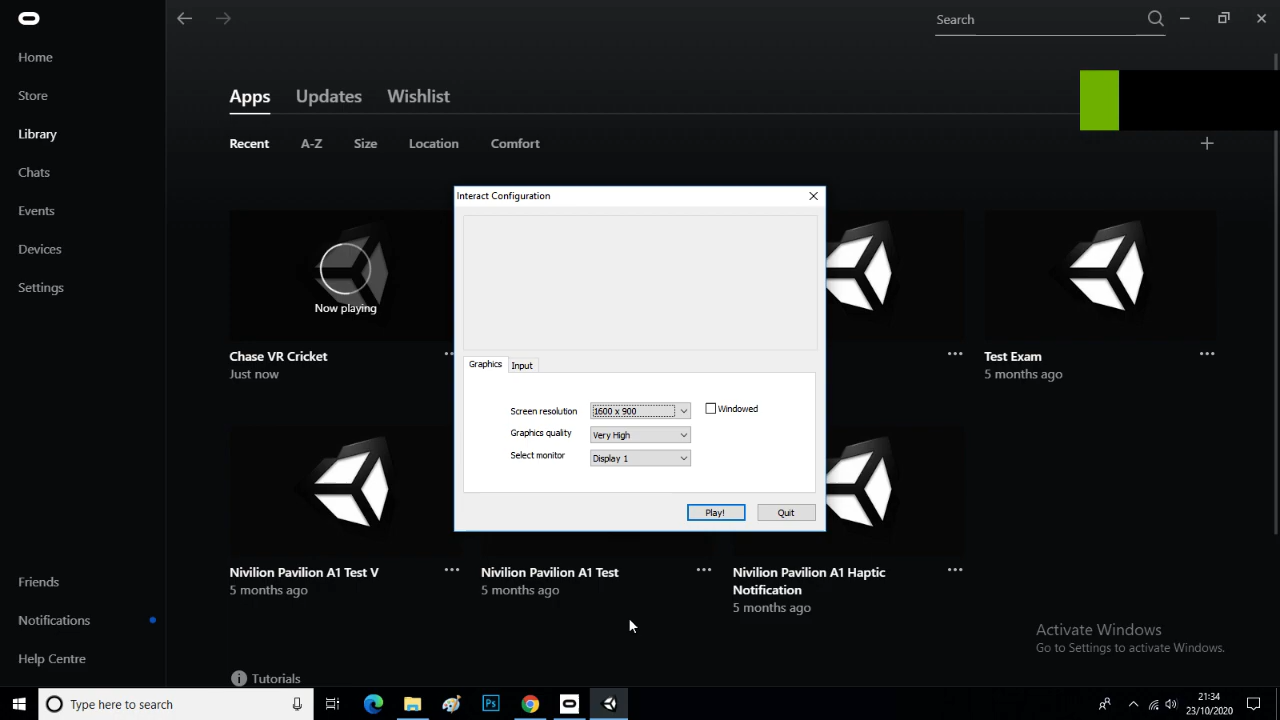 Search
Home
Store
Library
Chats
Events
Devices
Settings
Friends
Notifications
Help Centre
Apps Updates Wishlist
Recent A-Z Size Location Comfort
Now playing
Chase VR Cricket
Just now
Test Exam
5 months ago
Nivilion Pavilion A1 Test V
5 months ago
Nivilion Pavilion A1 Test
5 months ago
Nivilion Pavilion A1 Haptic
Notification
5 months ago
Tutorials
Interact Configuration
Graphics Input
Screen resolution 1600 x 900 Windowed
Graphics quality Very High
Select monitor Display 1
Play! Quit
Activate Windows
Go to Settings to activate Windows.
Type here to search
Ps
21:34
23/10/2020